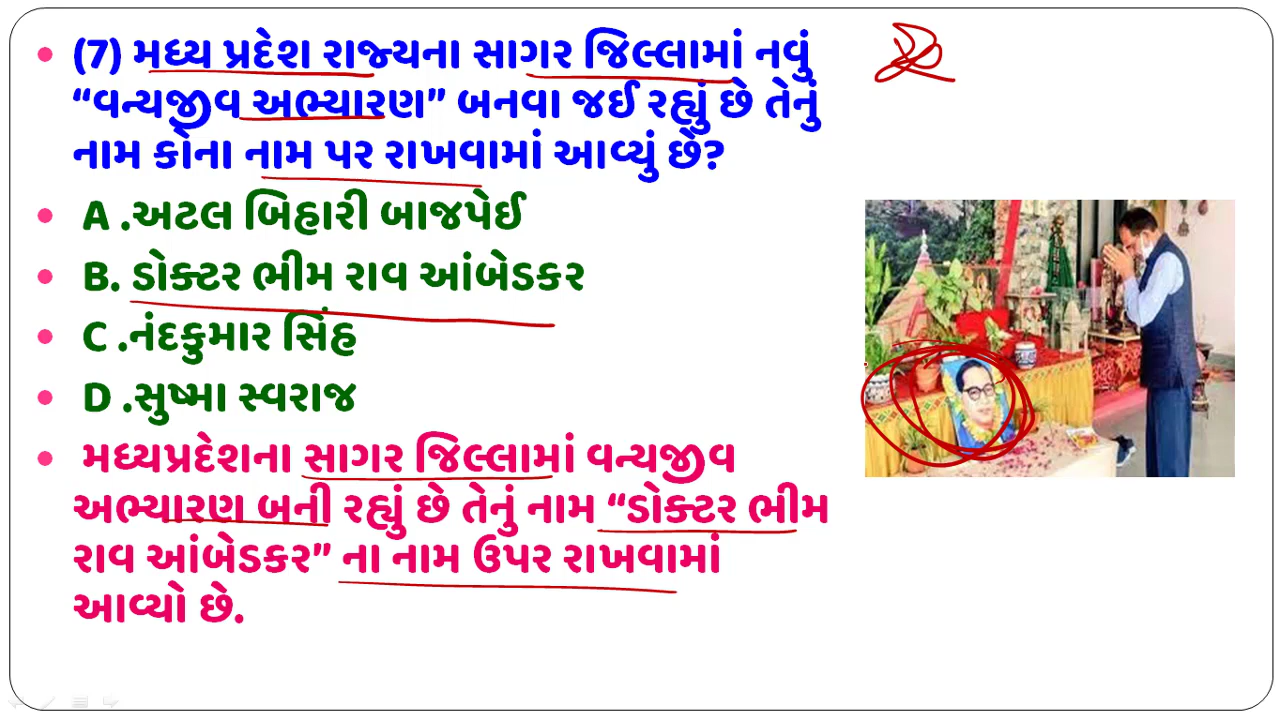 (7) મધ્ય પ્રદેશ રાજ્યના સાગર જિલ્લામાં નવું
“વન્યજીવ અભ્યારણ” બનવા જઈ રહ્યું છે તેનું
નામ કોના નામ પર રાખવામાં આવ્યું છે?
A .અટલ બિહારી બાજપેઈ
B. ડોક્ટર ભીમ રાવ આંબેડકર
C .નંદકુમાર સિંહ
D .સુષ્મા સ્વરાજ
મધ્યપ્રદેશના સાગર જિલ્લામાં વન્યજીવ
અભ્યારણ બની રહ્યું છે તેનું નામ “ડોક્ટર ભીમ
રાવ આંબેડકર” ના નામ ઉપર રાખવામાં
આવ્યો છે.